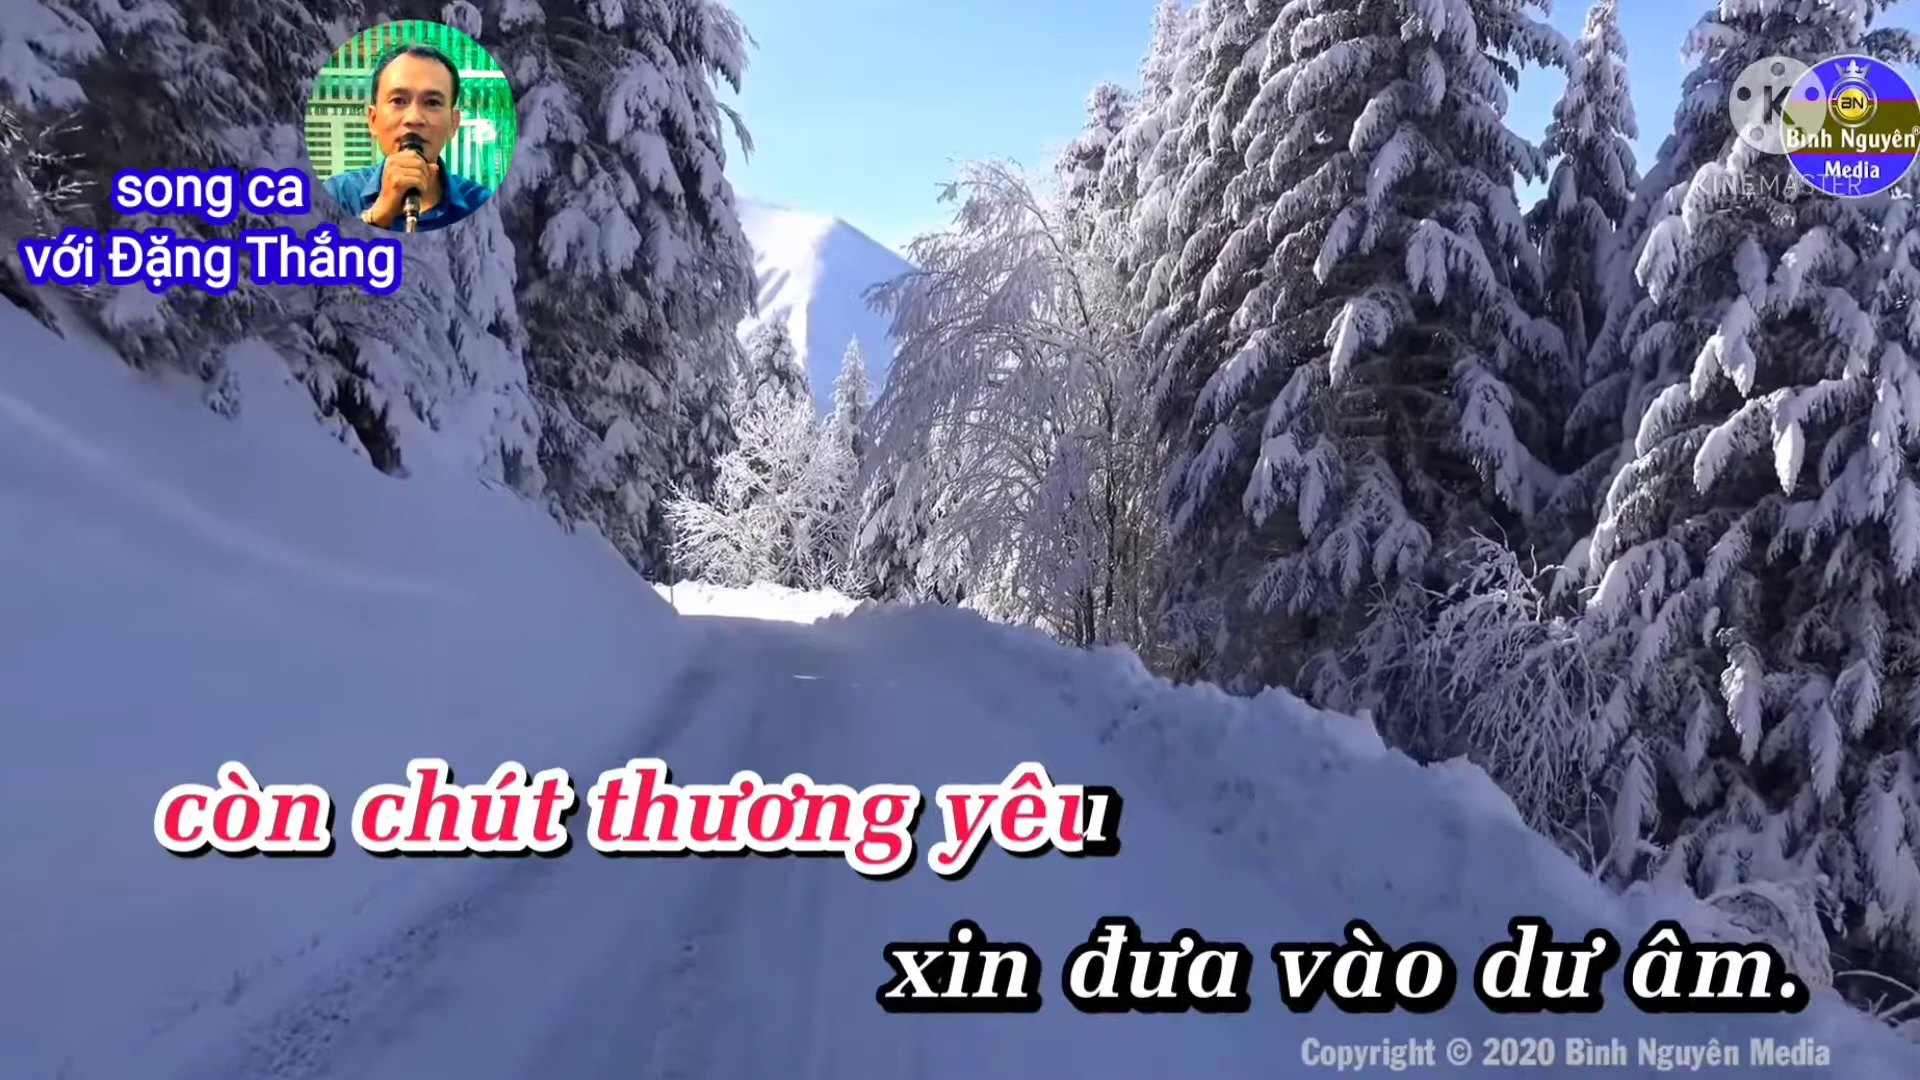 song ca
với Đặng Thắng
BN
Bình Nguyên®
Media
KINEMASTER
còn chút thương yêu
xin đưa vào dư âm.
Copyright © 2020 Bình Nguyên Media